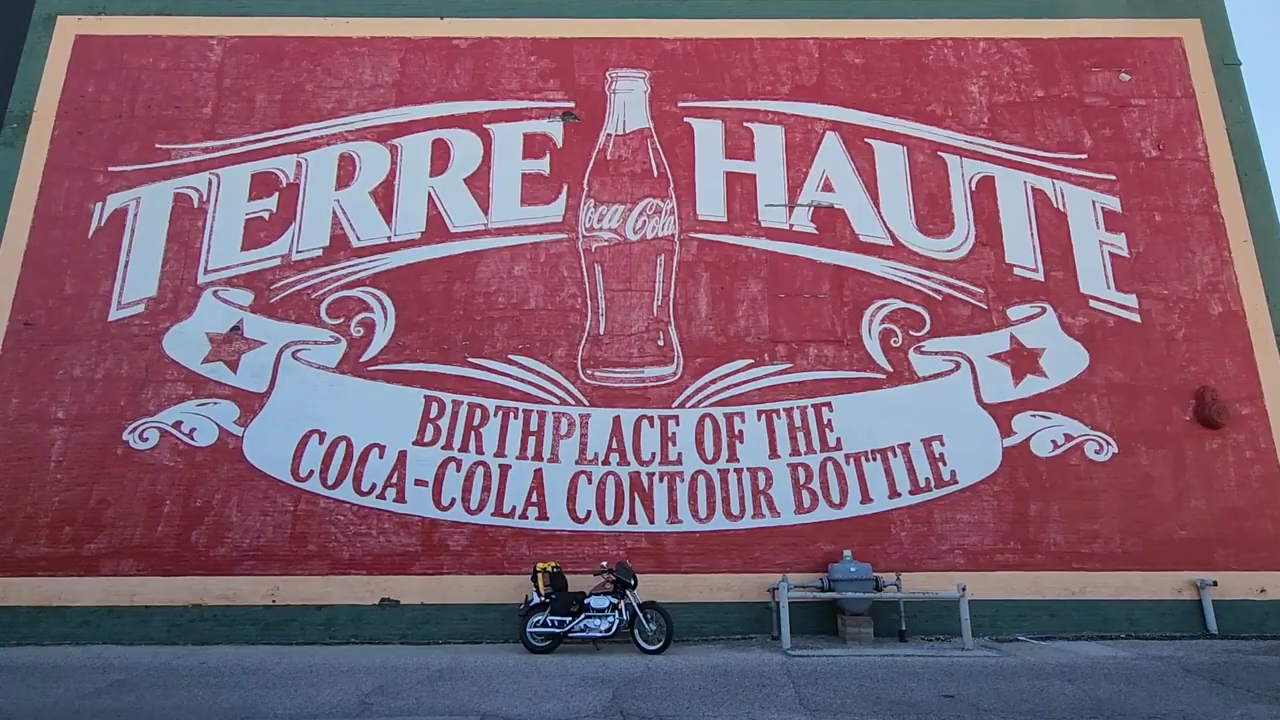 TERRE HAUTE
Coca-Cola
BIRTHPLACE OF THE
COCA-COLA CONTOUR BOTTLE